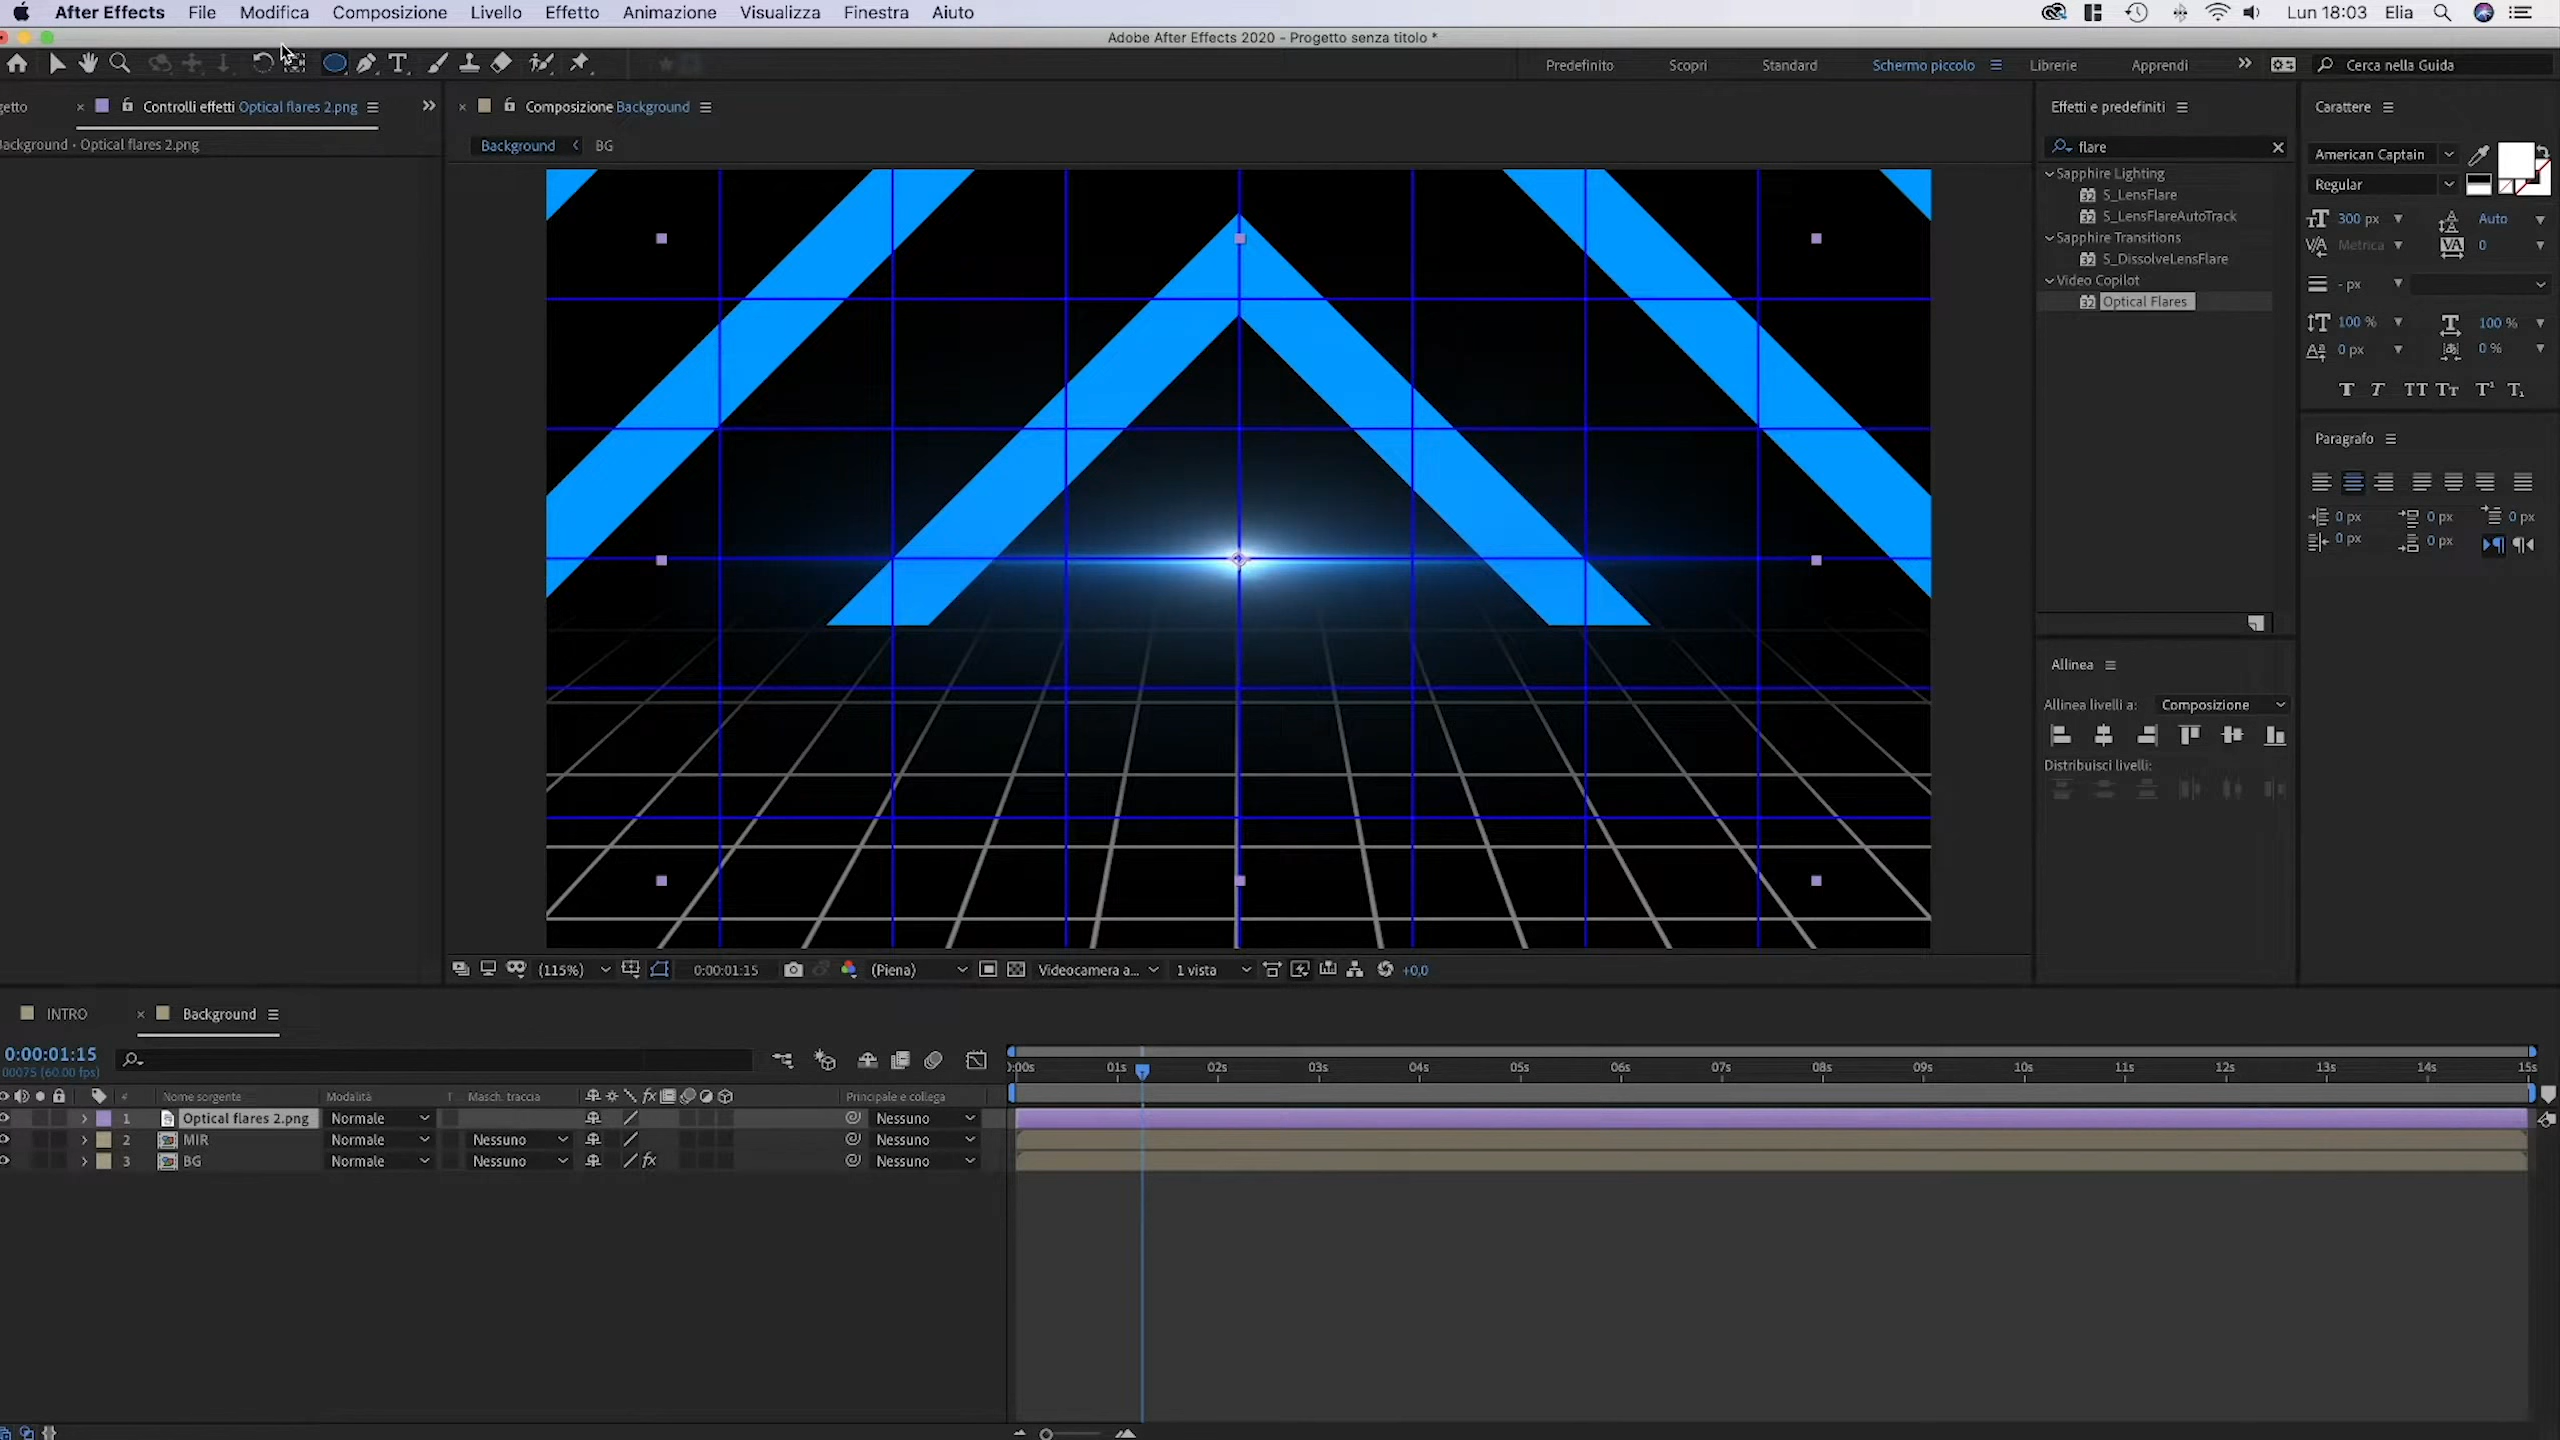 After Effects File Modifica Composizione Livello Effetto Animazione Visualizza Finestra Aiuto Lun 18:03 Elia
Adobe After Effects 2020 - Progetto senza titolo *
Predefinito Scopri Standard Schermo piccolo Librerie Apprendi Cerca nella Guida
getto Controlli effetti Optical flares 2.png
Background • Optical flares 2.png
Composizione Background
Background BG
Effetti e predefiniti
flare
Sapphire Lighting
S_LensFlare
S_LensFlareAutoTrack
Sapphire Transitions
S_DissolveLensFlare
Video Copilot
Optical Flares
Carattere
American Captain
Regular
300 px Auto
Metrica 0
- px
100 % 100 %
0 px 0 %
Paragrafo
0 px 0 px 0 px
0 px 0 px
Allinea
Allinea livelli a: Composizione
Distribuisci livelli:
(115%) 0:00:01:15 (Piena) Videocamera a... 1 vista +0,0
INTRO Background
0:00:01:15
00075 (60.00 fps)
:00s 01s 02s 03s 04s 05s 06s 07s 08s 09s 10s 11s 12s 13s 14s 15s
# Nome sorgente Modalità T Masch. traccia Principale e collega
1 Optical flares 2.png Normale Nessuno
2 MIR Normale Nessuno Nessuno
3 BG Normale Nessuno Nessuno